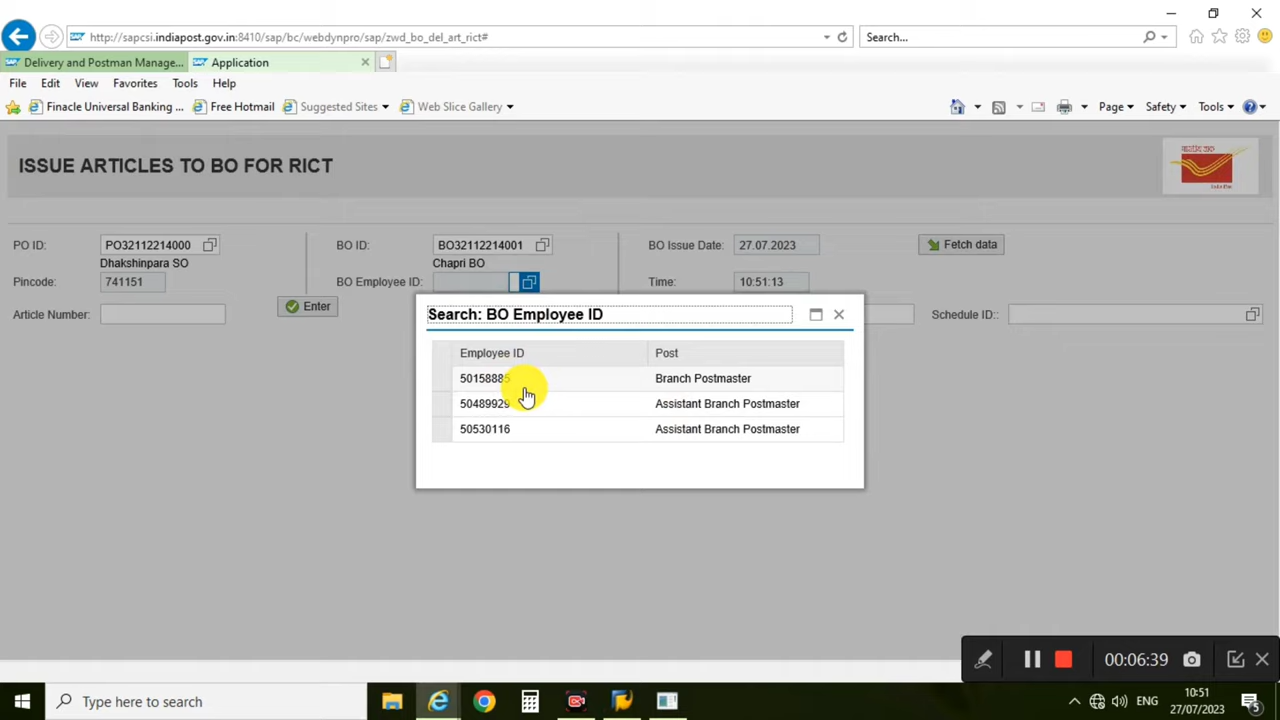 http://sapcsi.indiapost.gov.in:8410/sap/bc/webdynpro/sap/zwd_bo_del_art_rict#
Search...
Delivery and Postman Manage...
Application
File Edit View Favorites Tools Help
Finacle Universal Banking ... Free Hotmail Suggested Sites Web Slice Gallery
Page Safety Tools
ISSUE ARTICLES TO BO FOR RICT
PO ID: PO32112214000 BO ID: BO32112214001 BO Issue Date: 27.07.2023 Fetch data
Dhakshinpara SO Chapri BO
Pincode: 741151 BO Employee ID: Time: 10:51:13
Article Number: Enter Schedule ID::
Search: BO Employee ID
Employee ID Post
50158885 Branch Postmaster
50489929 Assistant Branch Postmaster
50530116 Assistant Branch Postmaster
00:06:39
Type here to search
ENG
10:51
27/07/2023
5